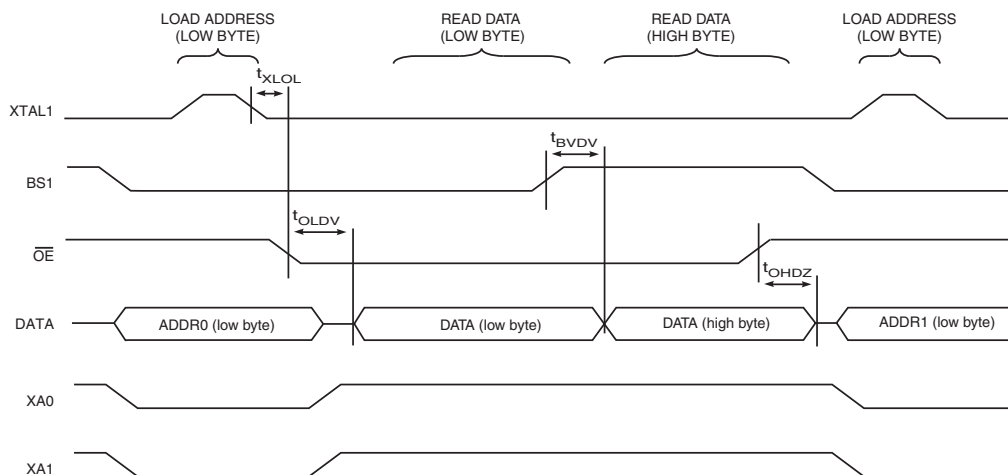 LOAD ADDRESS
(LOW BYTE)
READ DATA
(LOW BYTE)
READ DATA
(HIGH BYTE)
LOAD ADDRESS
(LOW BYTE)
tXLOL
XTAL1
tBVDV
BS1
tOLDV
OE
tOHDZ
DATA
ADDR0 (low byte)
DATA (low byte)
DATA (high byte)
ADDR1 (low byte)
XA0
XA1